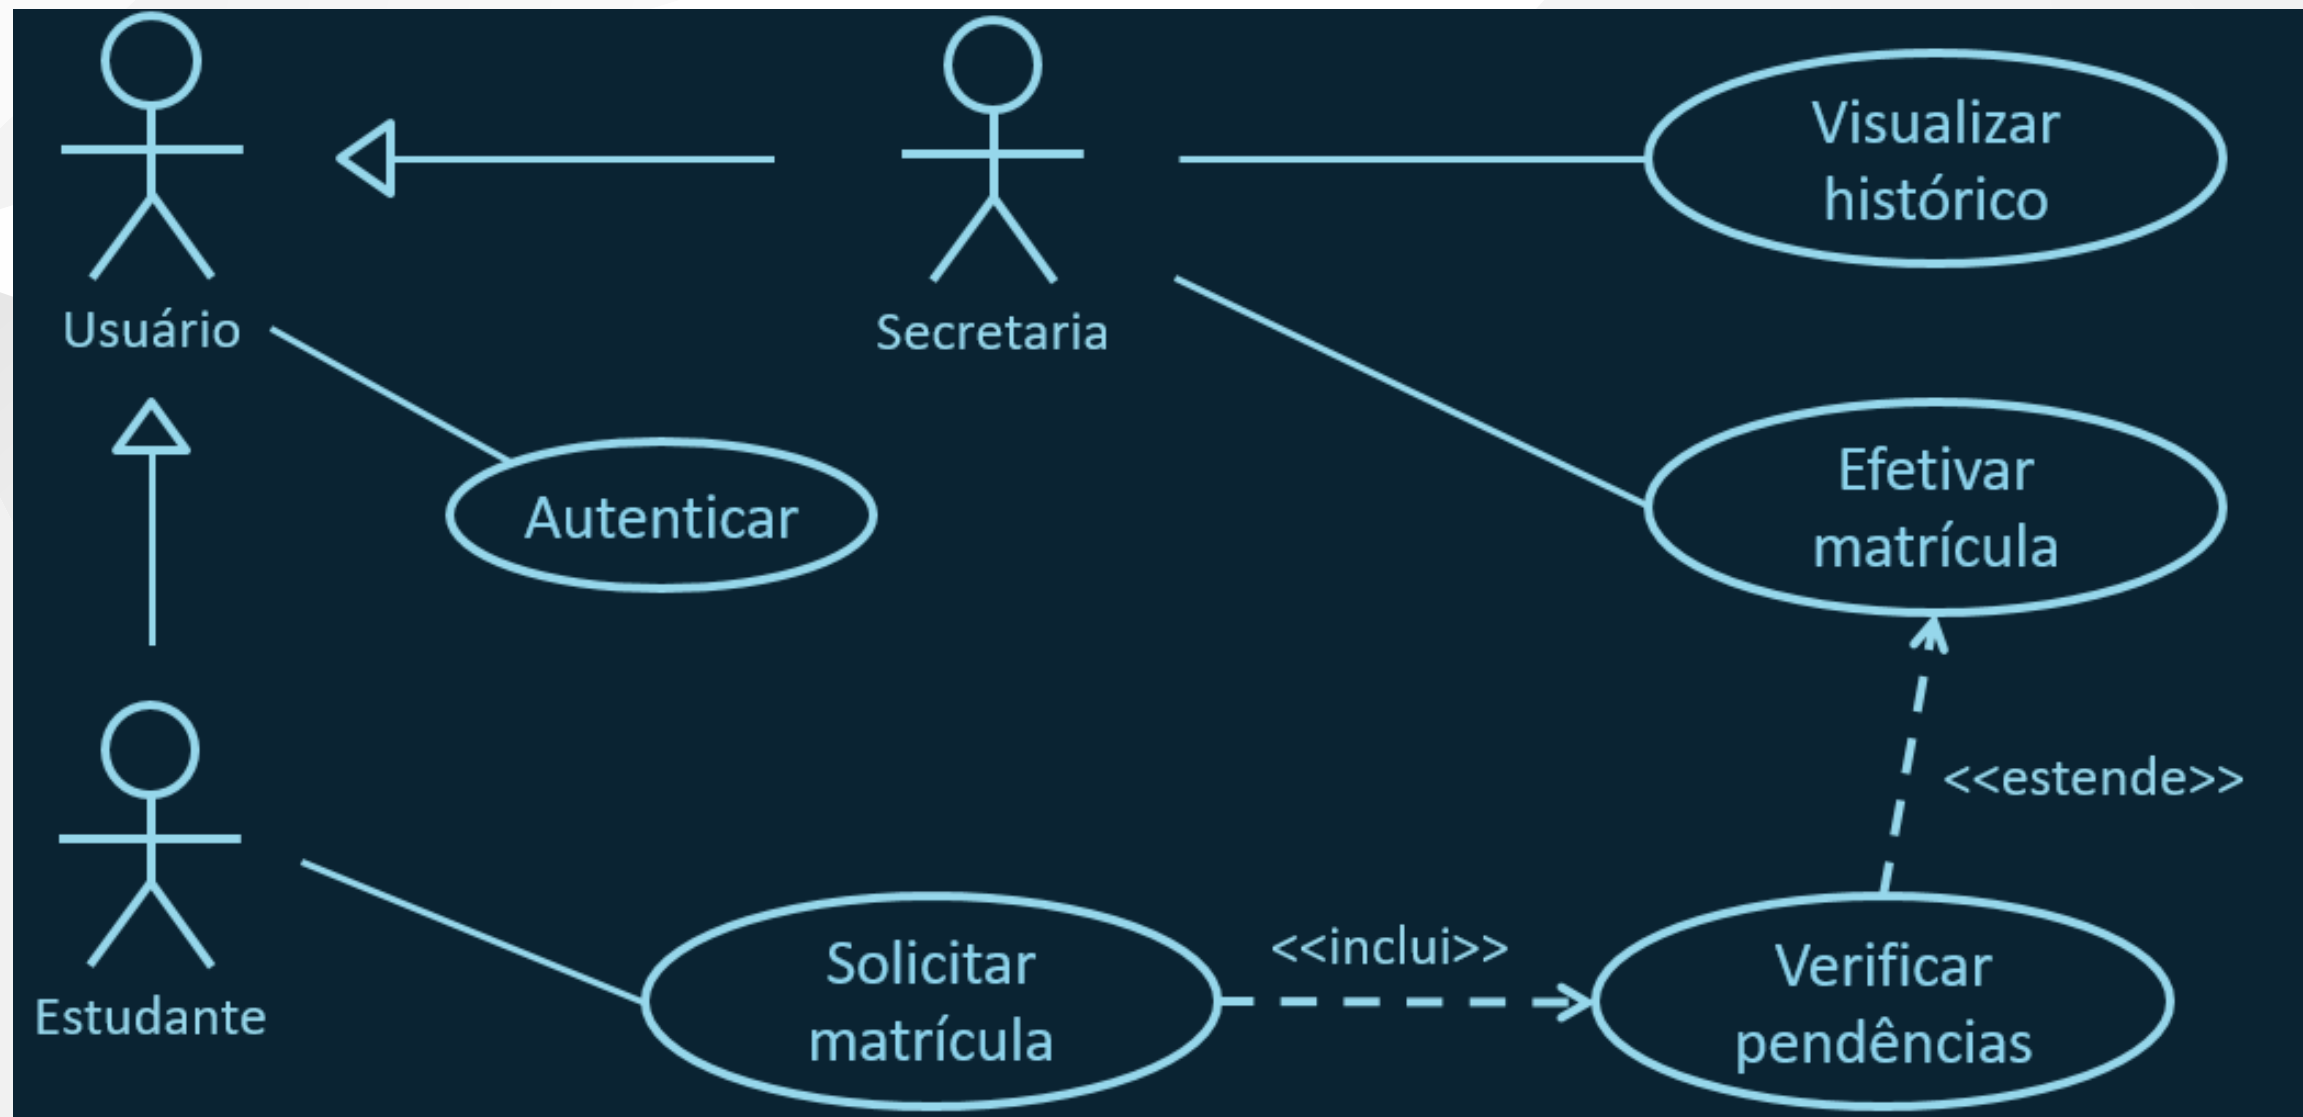 Visualizar
histórico
Usuário
Secretaria
Autenticar
Efetivar
matrícula
<<estende>>
Estudante
Solicitar
matrícula
<<inclui>>
Verificar
pendências